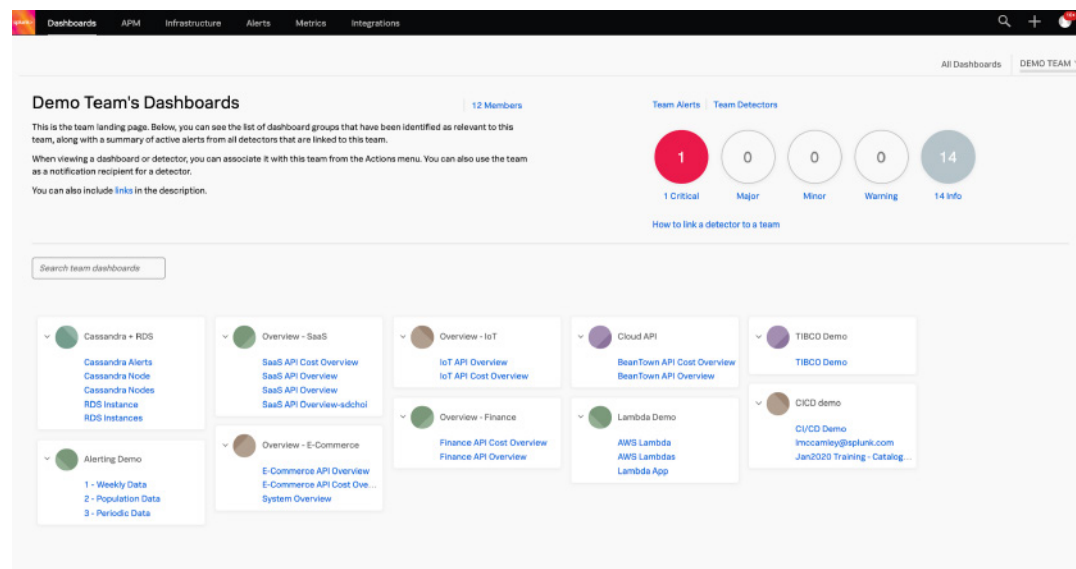 splunk>
Dashboards APM Infrastructure Alerts Metrics Integrations
All Dashboards DEMO TEAM
Demo Team's Dashboards
12 Members
Team Alerts Team Detectors
This is the team landing page. Below, you can see the list of dashboard groups that have been identified as relevant to this
team, along with a summary of active alerts from all detectors that are linked to this team.
When viewing a dashboard or detector, you can associate it with this team from the Actions menu. You can also use the team
as a notification recipient for a detector.
You can also include links in the description.
1 0 0 0 14
1 Critical Major Minor Warning 14 Info
How to link a detector to a team
Search team dashboards
Cassandra + RDS
Cassandra Alerts
Cassandra Node
Cassandra Nodes
RDS Instance
RDS Instances
Alerting Demo
1 - Weekly Data
2 - Population Data
3 - Periodic Data
Overview - SaaS
SaaS API Cost Overview
SaaS API Overview
SaaS API Overview
SaaS API Overview-sdchoi
Overview - E-Commerce
E-Commerce API Overview
E-Commerce API Cost Ove...
System Overview
Overview - IoT
IoT API Overview
IoT API Cost Overview
Overview - Finance
Finance API Cost Overview
Finance API Overview
Cloud API
BeanTown API Cost Overview
BeanTown API Overview
Lambda Demo
AWS Lambda
AWS Lambdas
Lambda App
TIBCO Demo
TIBCO Demo
CICD demo
CI/CD Demo
lmccamley@splunk.com
Jan2020 Training - Catalog...